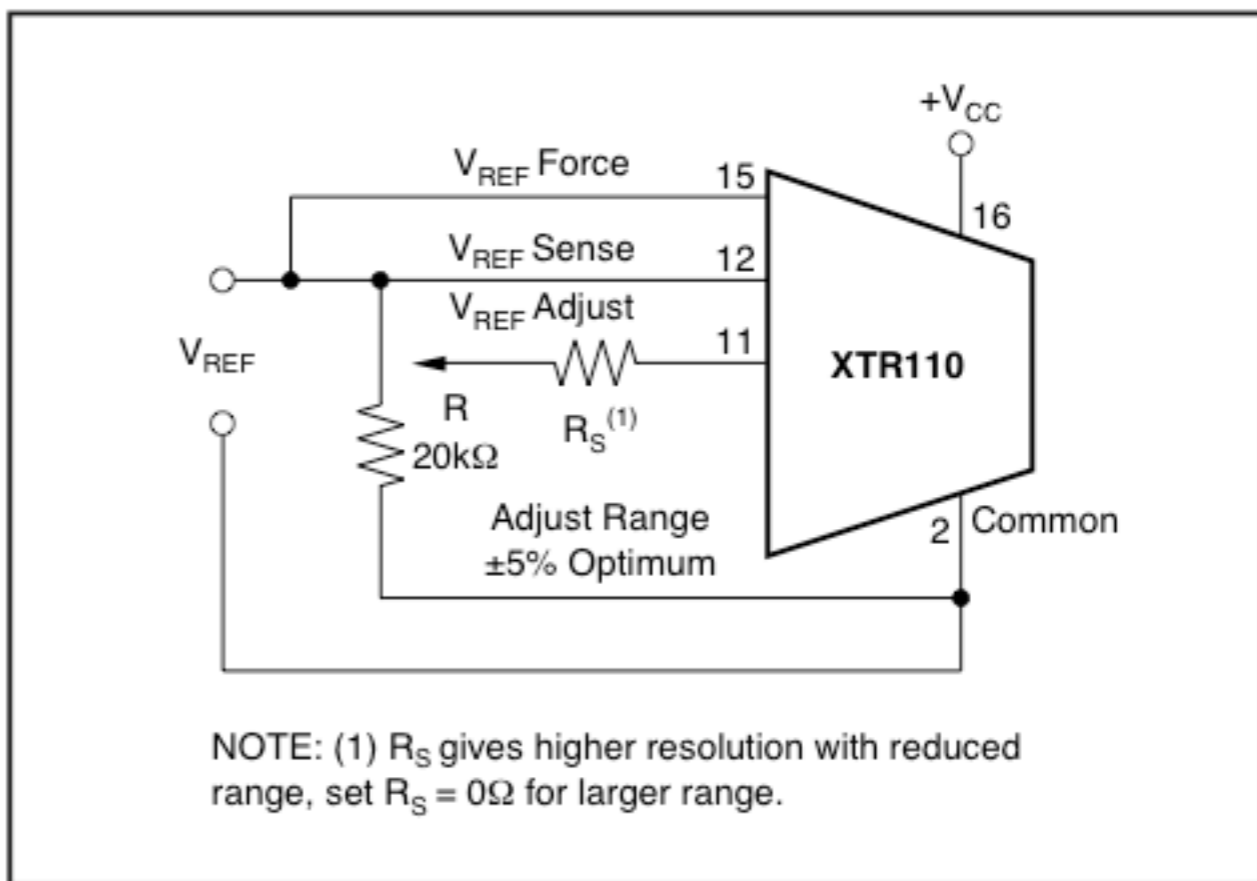 +V_CC
V_REF Force
15
16
V_REF Sense
12
V_REF Adjust
11
V_REF
XTR110
R
20kΩ
R_S^(1)
Adjust Range
±5% Optimum
2
Common
NOTE: (1) R_S gives higher resolution with reduced
range, set R_S = 0Ω for larger range.